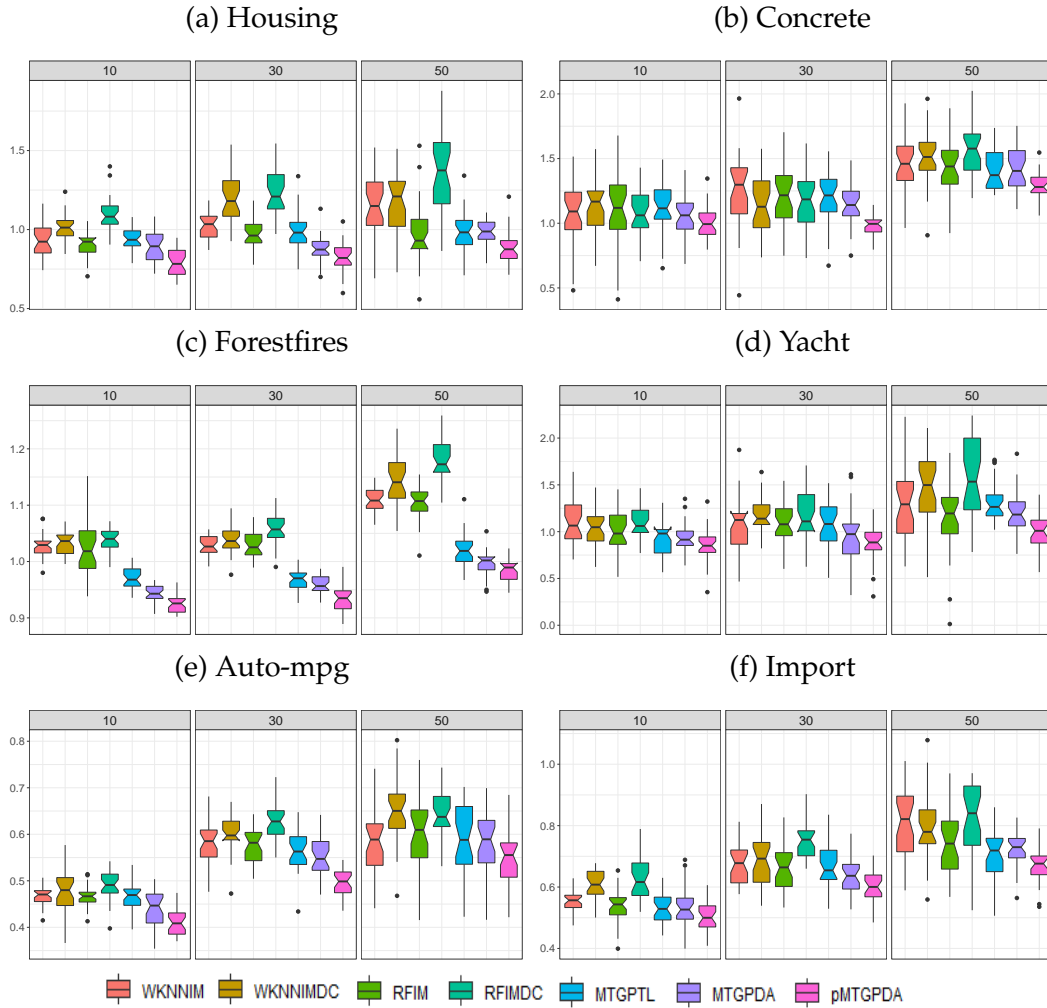 (a) Housing
(b) Concrete
10 30 50
10 30 50
1.5
1.0
0.5
2.0
1.5
1.0
0.5
(c) Forestfires
(d) Yacht
10 30 50
10 30 50
1.2
1.1
1.0
0.9
2.0
1.5
1.0
0.5
0.0
(e) Auto-mpg
(f) Import
10 30 50
10 30 50
0.8
0.7
0.6
0.5
0.4
1.0
0.8
0.6
0.4
WKNNIM WKNNIMDC RFIM RFIMDC MTGPTL MTGPDA pMTGPDA